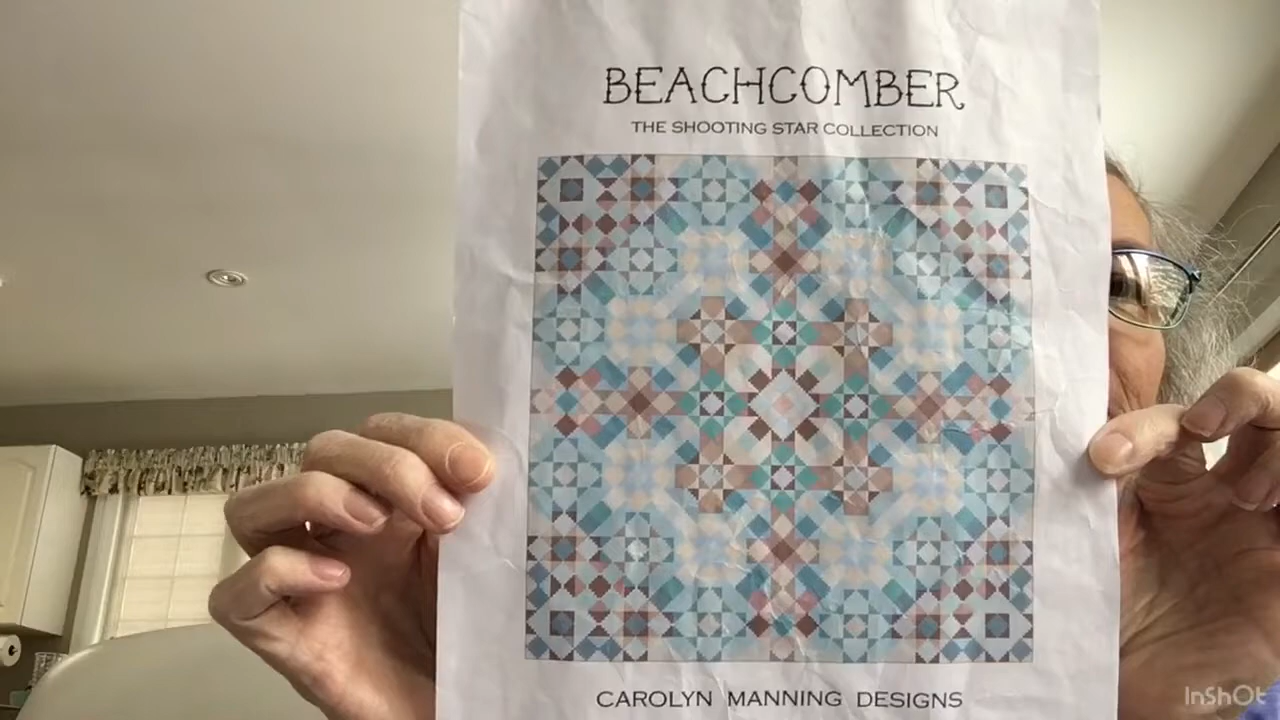 BEACHCOMBER
THE SHOOTING STAR COLLECTION
CAROLYN MANNING DESIGNS
InShOt